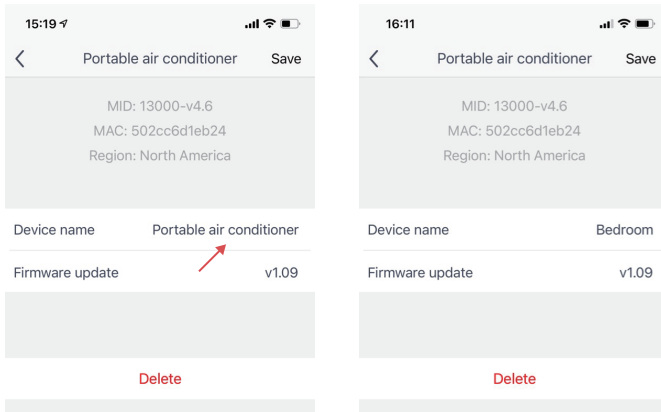 15:19
Portable air conditioner Save
MID: 13000-v4.6
MAC: 502cc6d1eb24
Region: North America
Device name Portable air conditioner
Firmware update v1.09
Delete
16:11
Portable air conditioner Save
MID: 13000-v4.6
MAC: 502cc6d1eb24
Region: North America
Device name Bedroom
Firmware update v1.09
Delete